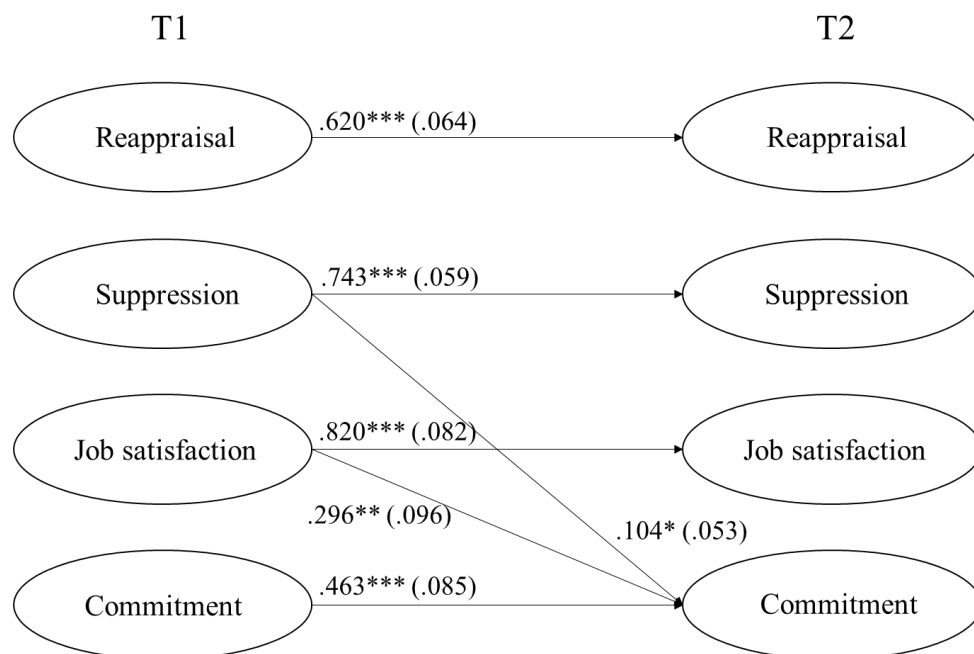 T1 T2
Reappraisal .620*** (.064) Reappraisal
Suppression .743*** (.059) Suppression
Job satisfaction .820*** (.082) Job satisfaction
.296** (.096) .104* (.053)
Commitment .463*** (.085) Commitment